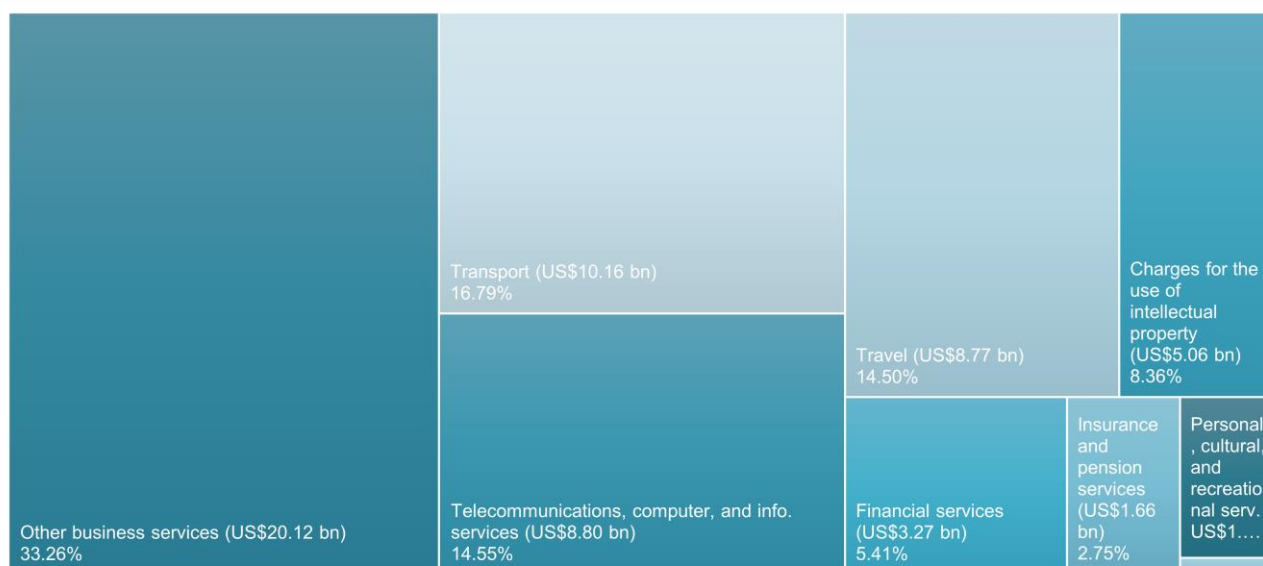 Other business services (US$20.12 bn)
33.26%
Transport (US$10.16 bn)
16.79%
Telecommunications, computer, and info.
services (US$8.80 bn)
14.55%
Travel (US$8.77 bn)
14.50%
Charges for the
use of
intellectual
property
(US$5.06 bn)
8.36%
Financial services
(US$3.27 bn)
5.41%
Insurance
and
pension
services
(US$1.66
bn)
2.75%
Personal
, cultural,
and
recreatio
nal serv.
US$1.…